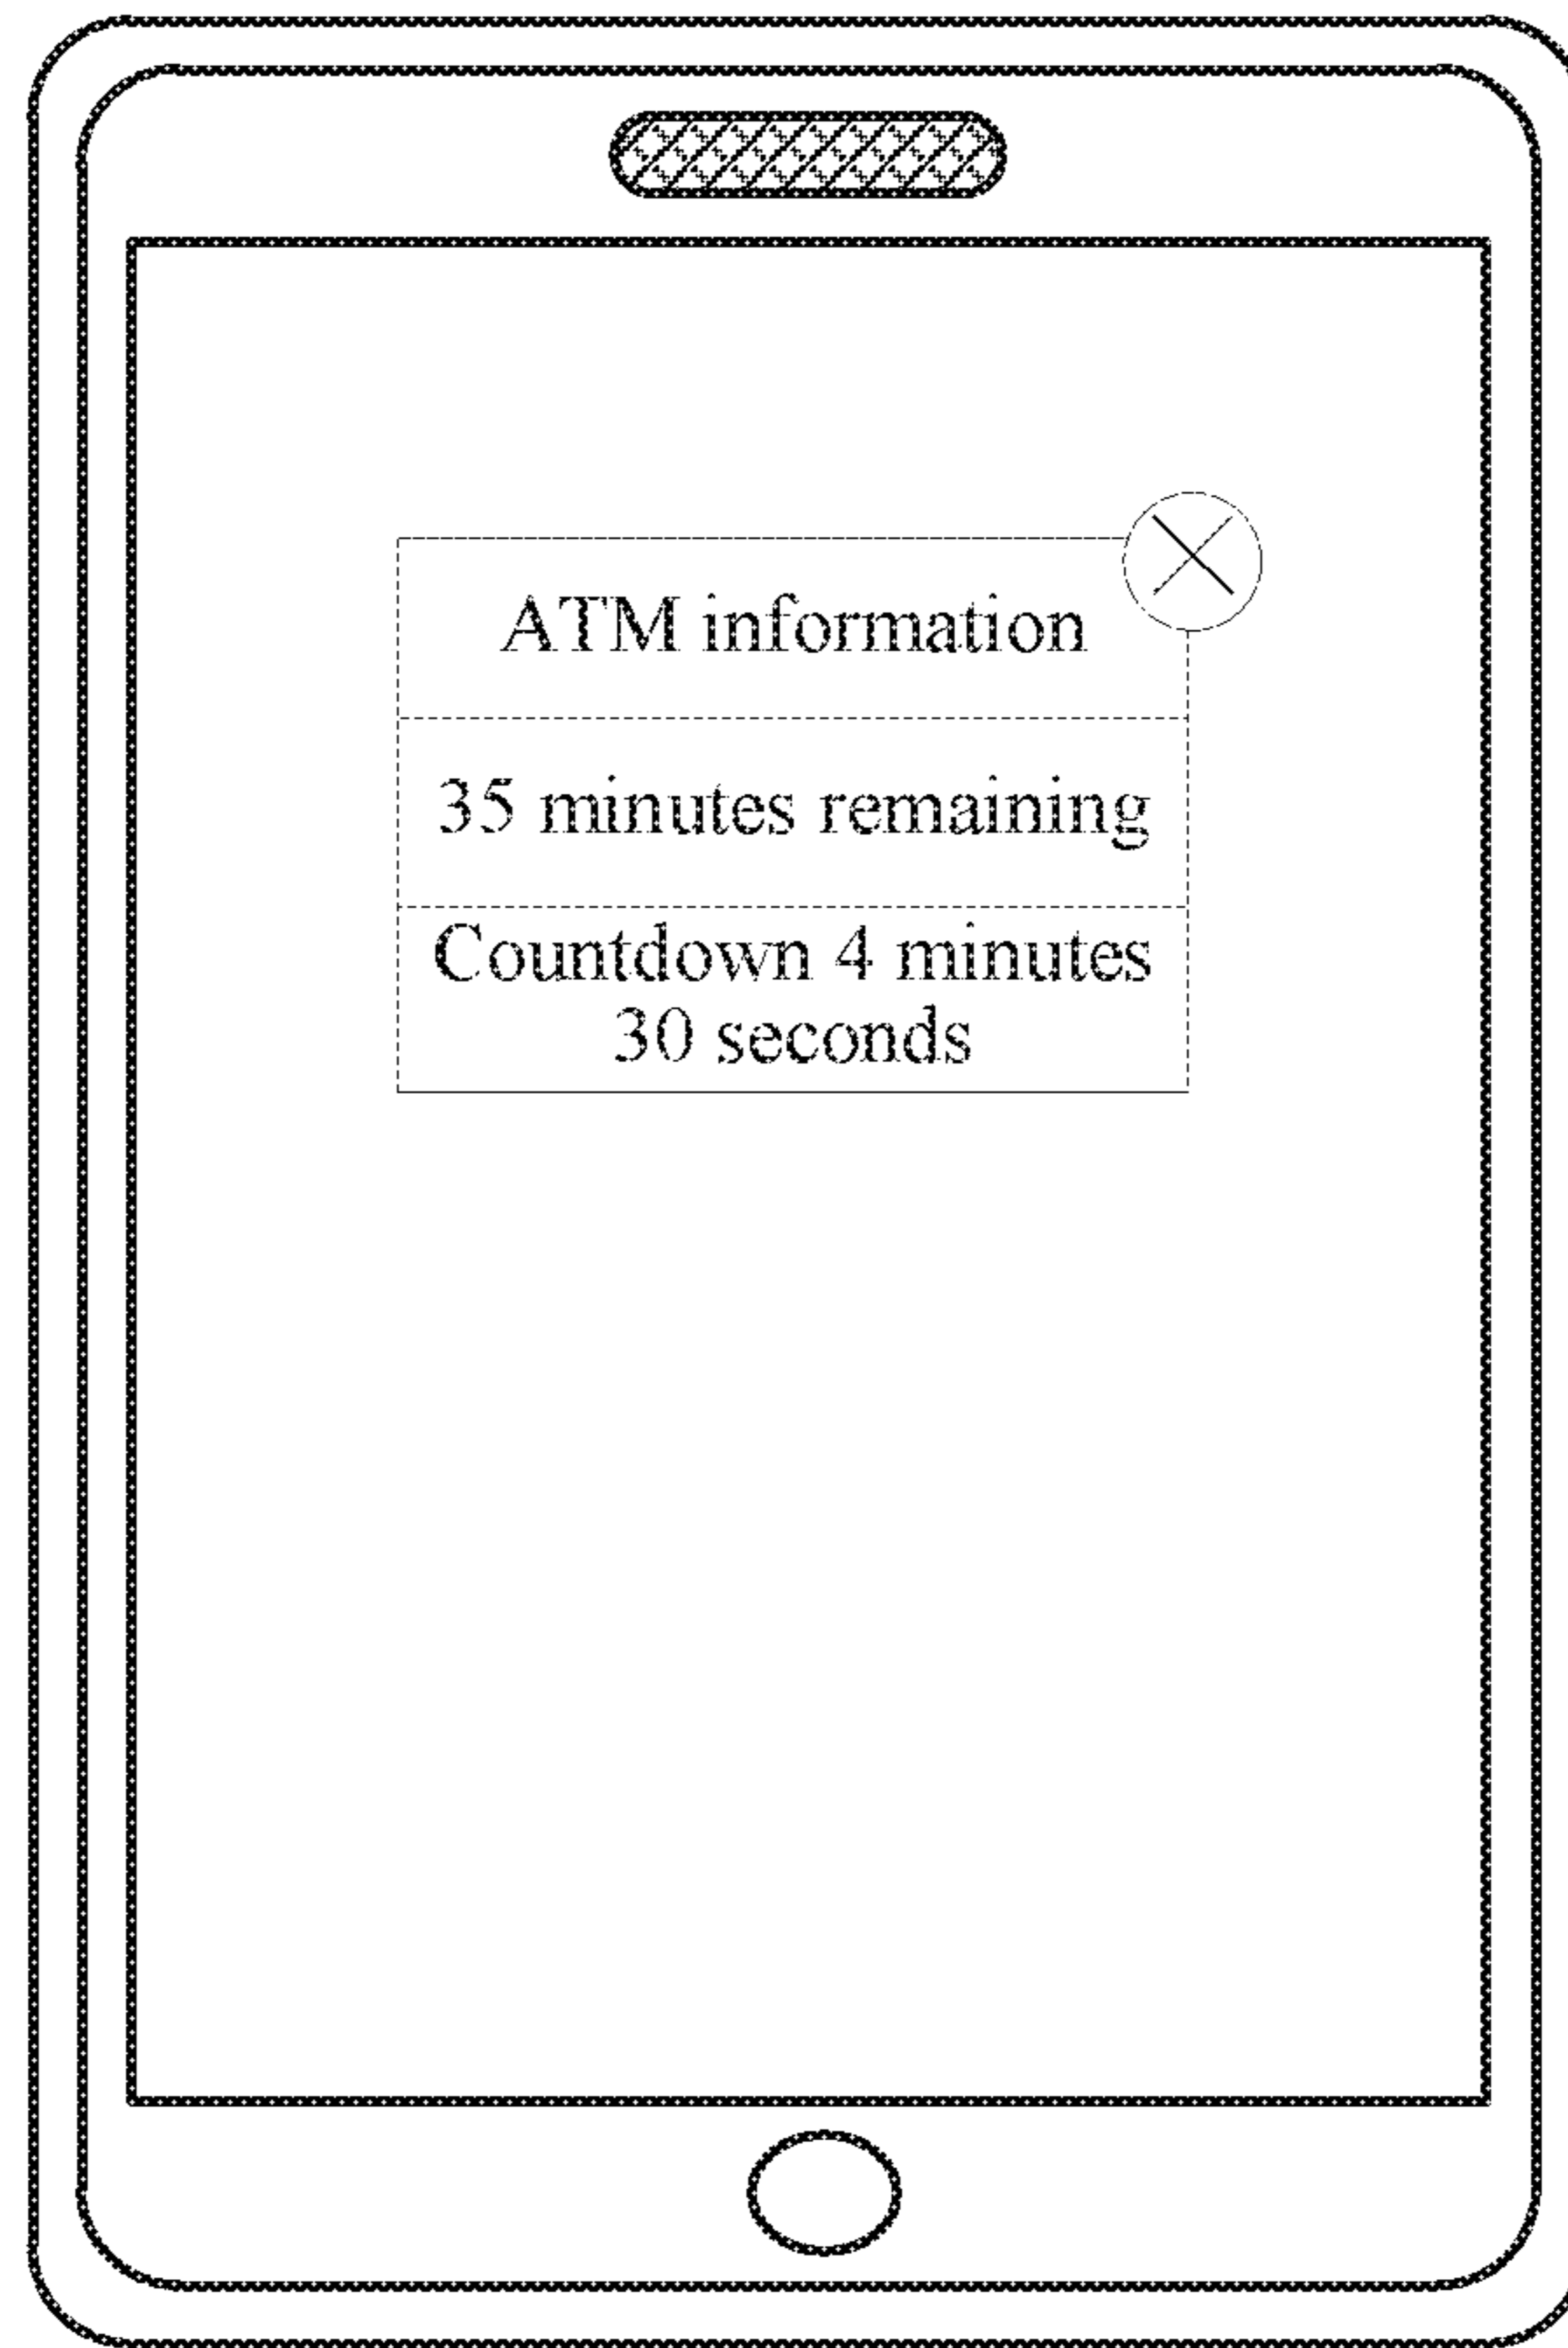 ATM information
35 minutes remaining
Countdown 4 minutes
30 seconds